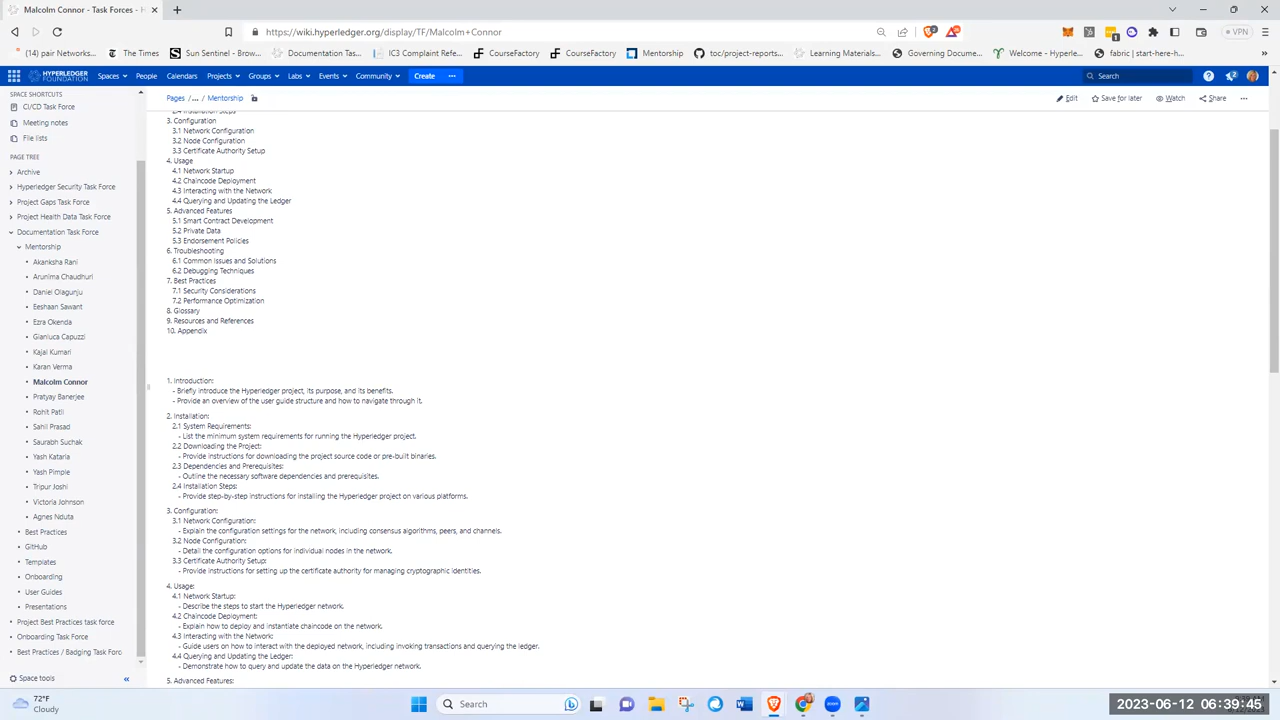 Malcolm Connor - Task Forces - H
https://wiki.hyperledger.org/display/TF/Malcolm+Connor
VPN
(14) pair Networks...
The Times
Sun Sentinel - Brow...
Documentation Tas...
IC3 Complaint Refe...
CourseFactory
CourseFactory
Mentorship
toc/project-reports...
Learning Materials...
Governing Docume...
Welcome - Hyperle...
fabric | start-here-h...
HYPERLEDGER
FOUNDATION
Spaces
People
Calendars
Projects
Groups
Labs
Events
Community
Create
Search
SPACE SHORTCUTS
CI/CD Task Force
Meeting notes
File lists
PAGE TREE
Archive
Hyperledger Security Task Force
Project Gaps Task Force
Project Health Data Task Force
Documentation Task Force
Mentorship
Akanksha Rani
Arunima Chaudhuri
Daniel Olagunju
Eeshaan Sawant
Ezra Okenda
Gianluca Capuzzi
Kajal Kumari
Karan Verma
Malcolm Connor
Pratyay Banerjee
Rohit Patil
Sahil Prasad
Saurabh Suchak
Yash Kataria
Yash Pimple
Tripur Joshi
Victoria Johnson
Agnes Nduta
Best Practices
GitHub
Templates
Onboarding
User Guides
Presentations
Project Best Practices task force
Onboarding Task Force
Best Practices / Badging Task Forc
Space tools
Pages /... / Mentorship
Edit
Save for later
Watch
Share
2.4 Installation Steps
3. Configuration
3.1 Network Configuration
3.2 Node Configuration
3.3 Certificate Authority Setup
4. Usage
4.1 Network Startup
4.2 Chaincode Deployment
4.3 Interacting with the Network
4.4 Querying and Updating the Ledger
5. Advanced Features
5.1 Smart Contract Development
5.2 Private Data
5.3 Endorsement Policies
6. Troubleshooting
6.1 Common Issues and Solutions
6.2 Debugging Techniques
7. Best Practices
7.1 Security Considerations
7.2 Performance Optimization
8. Glossary
9. Resources and References
10. Appendix
1. Introduction:
- Briefly introduce the Hyperledger project, its purpose, and its benefits.
- Provide an overview of the user guide structure and how to navigate through it.
2. Installation:
2.1 System Requirements:
- List the minimum system requirements for running the Hyperledger project.
2.2 Downloading the Project:
- Provide instructions for downloading the project source code or pre-built binaries.
2.3 Dependencies and Prerequisites:
- Outline the necessary software dependencies and prerequisites.
2.4 Installation Steps:
- Provide step-by-step instructions for installing the Hyperledger project on various platforms.
3. Configuration:
3.1 Network Configuration:
- Explain the configuration settings for the network, including consensus algorithms, peers, and channels.
3.2 Node Configuration:
- Detail the configuration options for individual nodes in the network.
3.3 Certificate Authority Setup:
- Provide instructions for setting up the certificate authority for managing cryptographic identities.
4. Usage:
4.1 Network Startup:
- Describe the steps to start the Hyperledger network.
4.2 Chaincode Deployment:
- Explain how to deploy and instantiate chaincode on the network.
4.3 Interacting with the Network:
- Guide users on how to interact with the deployed network, including invoking transactions and querying the ledger.
4.4 Querying and Updating the Ledger:
- Demonstrate how to query and update the data on the Hyperledger network.
5. Advanced Features:
72°F
Cloudy
Search
2023-06-12 06:39:45